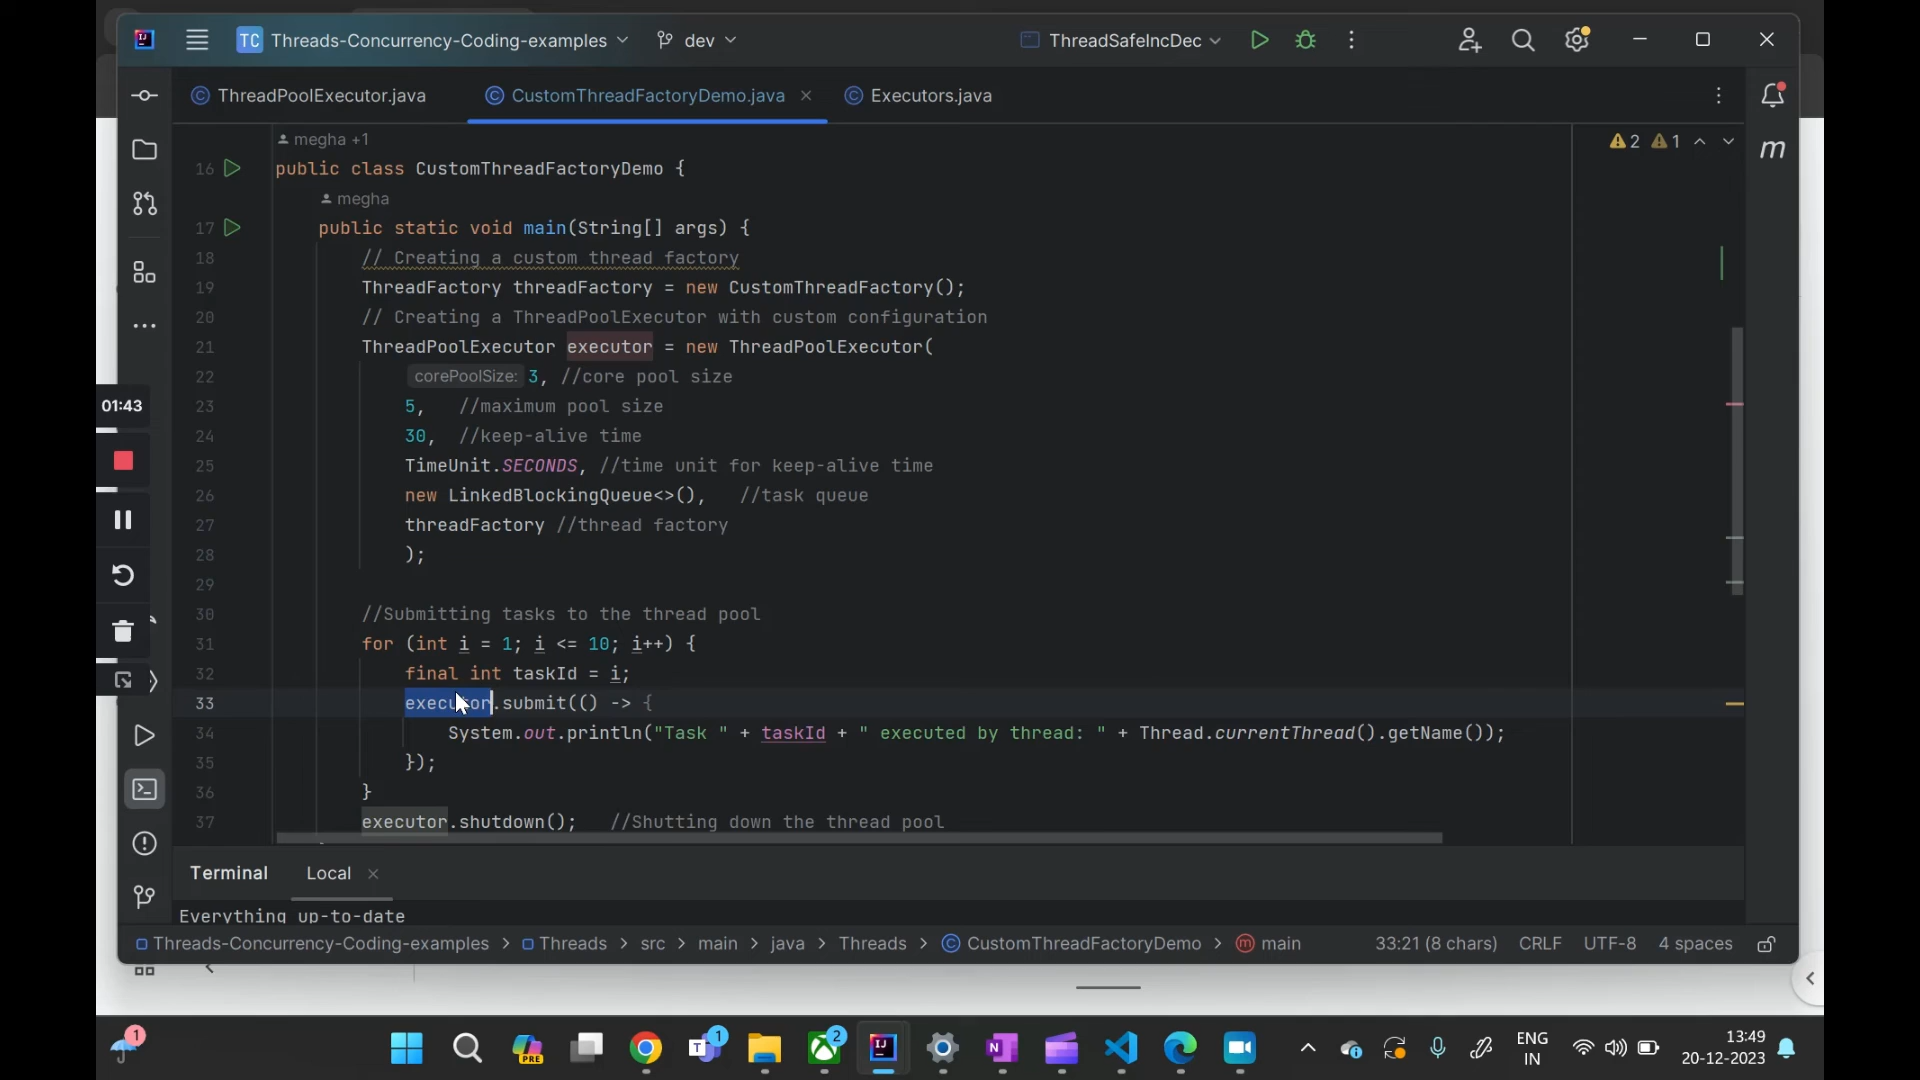 TC Threads-Concurrency-Coding-examples dev ThreadSafeIncDec
ThreadPoolExecutor.java CustomThreadFactoryDemo.java Executors.java
megha +1
2 1
16 public class CustomThreadFactoryDemo {
megha
17 public static void main(String[] args) {
18 // Creating a custom thread factory
19 ThreadFactory threadFactory = new CustomThreadFactory();
20 // Creating a ThreadPoolExecutor with custom configuration
21 ThreadPoolExecutor executor = new ThreadPoolExecutor(
22 corePoolSize: 3, //core pool size
23 5, //maximum pool size
24 30, //keep-alive time
25 TimeUnit.SECONDS, //time unit for keep-alive time
26 new LinkedBlockingQueue<>(), //task queue
27 threadFactory //thread factory
28 );
29
30 //Submitting tasks to the thread pool
31 for (int i = 1; i <= 10; i++) {
32 final int taskId = i;
33 executor.submit(() -> {
34 System.out.println("Task " + taskId + " executed by thread: " + Thread.currentThread().getName());
35 });
36 }
37 executor.shutdown(); //Shutting down the thread pool
01:43
Terminal Local
Everything up-to-date
Threads-Concurrency-Coding-examples > Threads > src > main > java > Threads > CustomThreadFactoryDemo > main 33:21 (8 chars) CRLF UTF-8 4 spaces
1 PRE 1 2 ENG 13:49
IN 20-12-2023